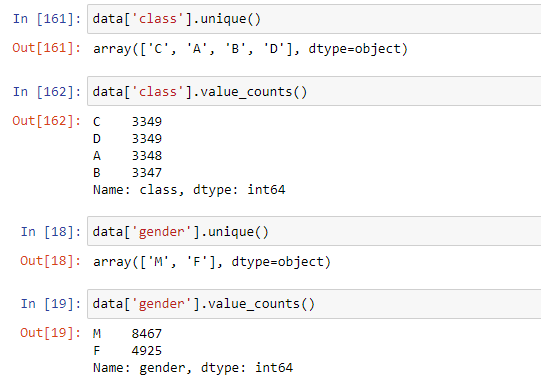 In [161]: data['class'].unique()
Out[161]: array(['C', 'A', 'B', 'D'], dtype=object)
In [162]: data['class'].value_counts()
Out[162]: C    3349
D    3349
A    3348
B    3347
Name: class, dtype: int64
In [18]: data['gender'].unique()
Out[18]: array(['M', 'F'], dtype=object)
In [19]: data['gender'].value_counts()
Out[19]: M    8467
F    4925
Name: gender, dtype: int64